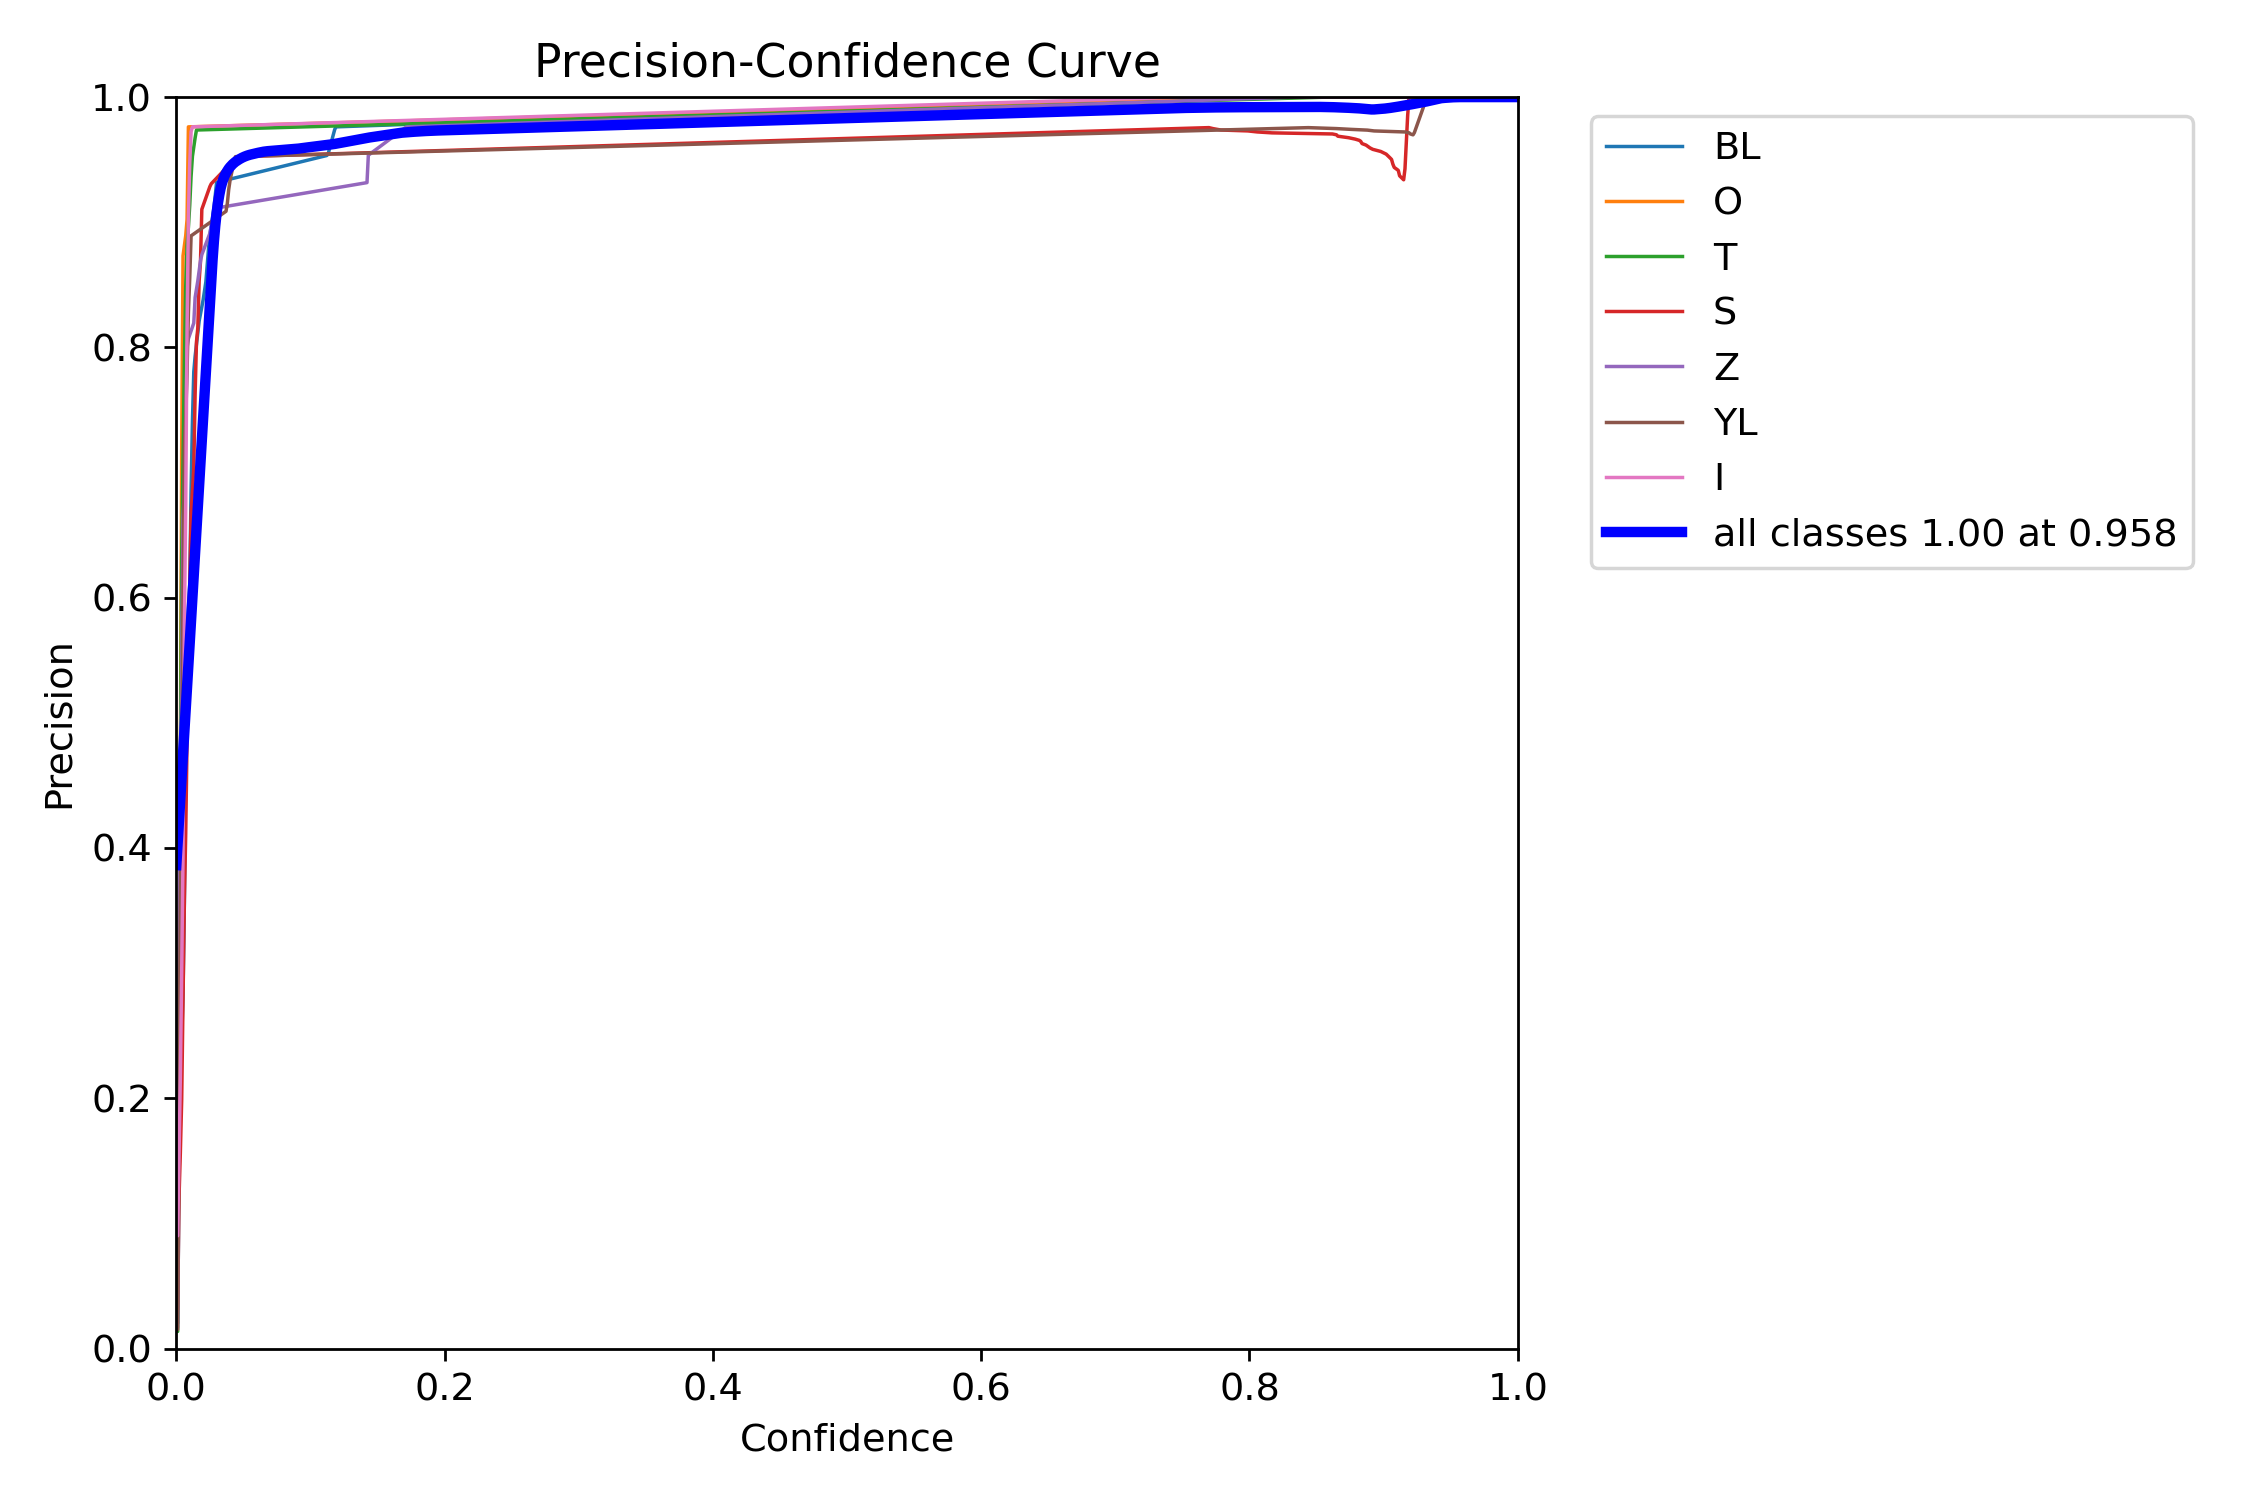 Precision-Confidence Curve
1.0
0.8
0.6
0.4
0.2
0.0
Precision
0.0 0.2 0.4 0.6 0.8 1.0
Confidence
BL
O
T
S
Z
YL
I
all classes 1.00 at 0.958